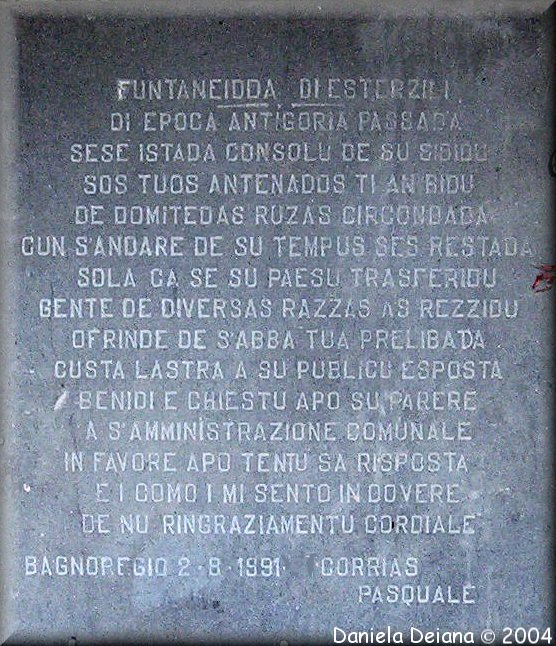 FUNTANEIDDA DI ESTERZILI
DI EPOCA ANTIGORIA PASSADA
SESE ISTADA CONSOLU DE SU SIDIDU
SOS TUOS ANTENADOS TI AN BIDU
DE DOMITEDAS RUZAS CIRCONDADA
CUN S'ANDARE DE SU TEMPUS SES RESTADA
SOLA CA SE SU PAESU TRASFERIDU
GENTE DE DIVERSAS RAZZAS AS REZZIDU
OFRINDE DE S'ABBA TUA PRELIBADA
CUSTA LASTRA A SU PUBLICU ESPOSTA
BENIDI E CHIESTU APO SU PARERE
A S'AMMINISTRAZIONE COMUNALE
IN FAVORE APO TENTU SA RISPOSTA
E I COMO I MI SENTO IN DOVERE
DE NU RINGRAZIAMENTU CORDIALE
BAGNOREGIO 2·8·1991· CORRIAS
PASQUALE
Daniela Deiana © 2004